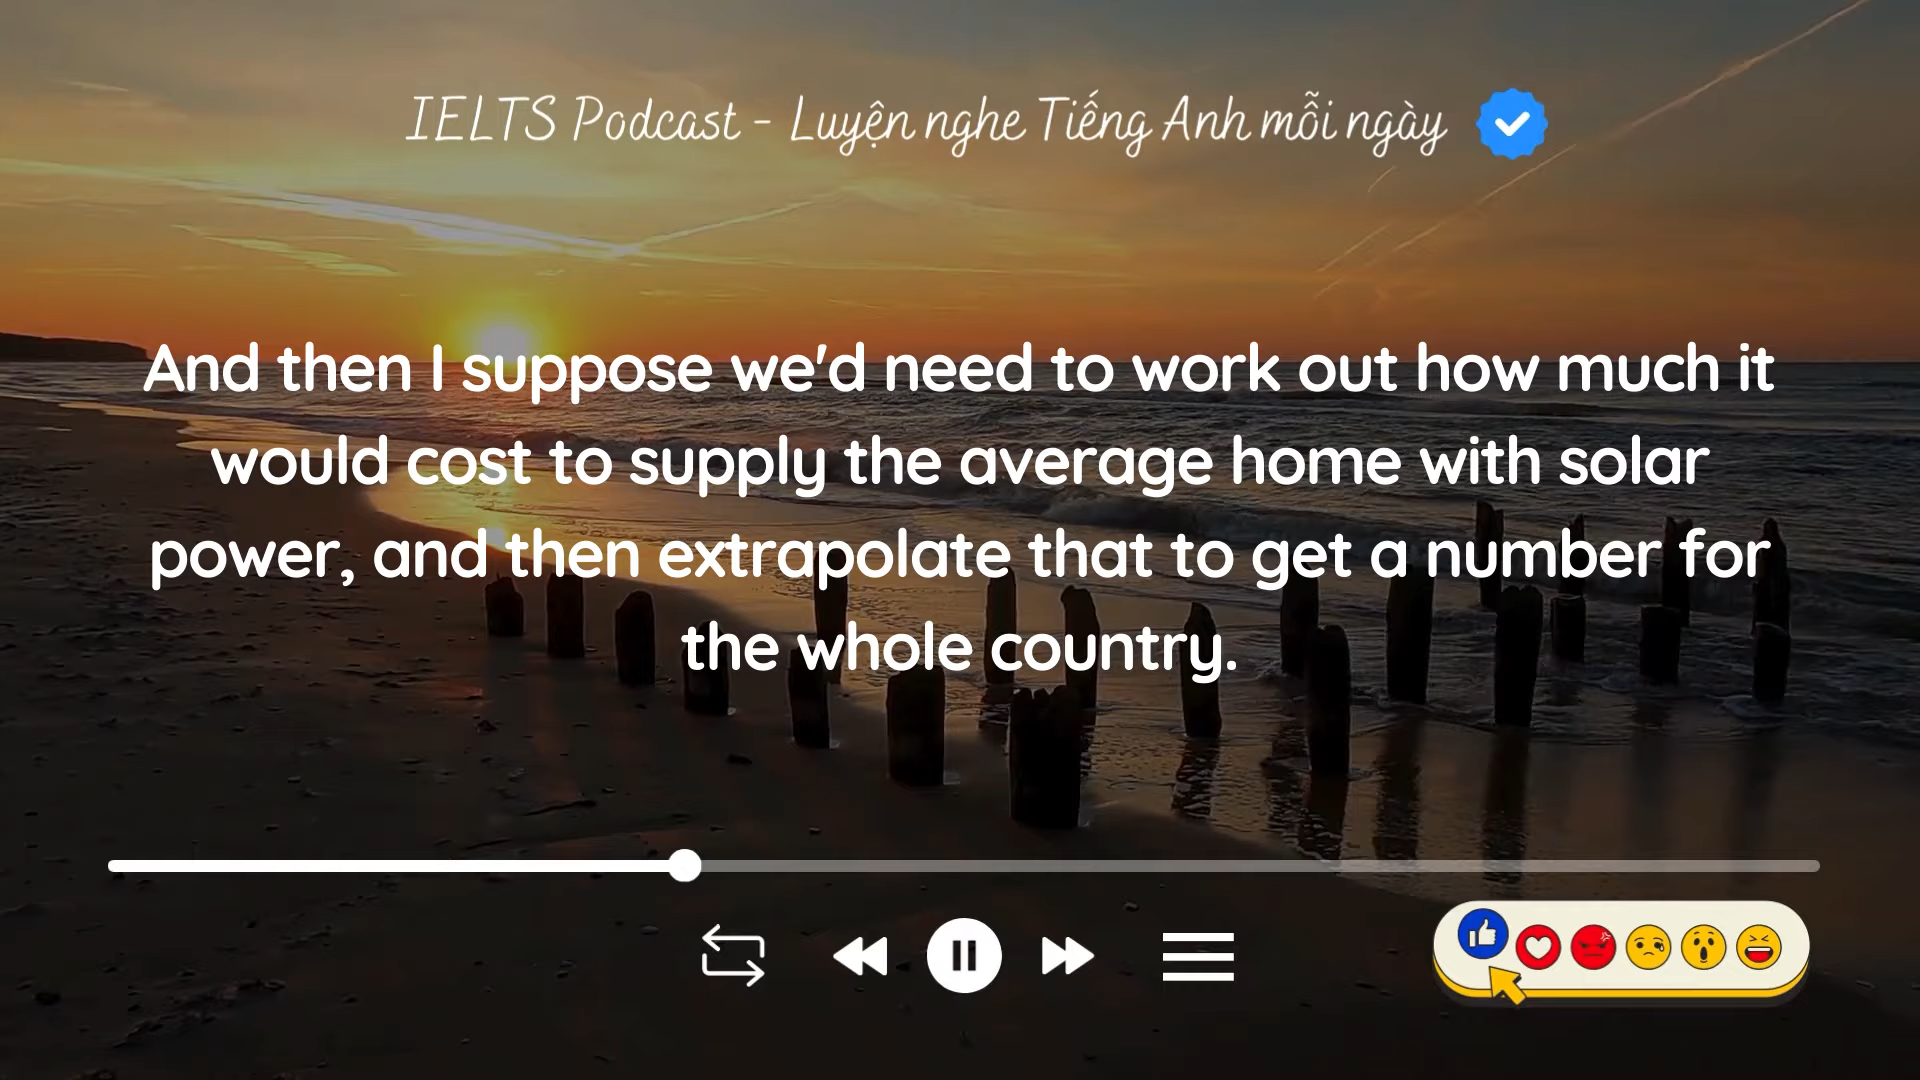 IELTS Podcast - Luyện nghe Tiếng Anh mỗi ngày
And then I suppose we'd need to work out how much it
would cost to supply the average home with solar
power, and then extrapolate that to get a number for
the whole country.